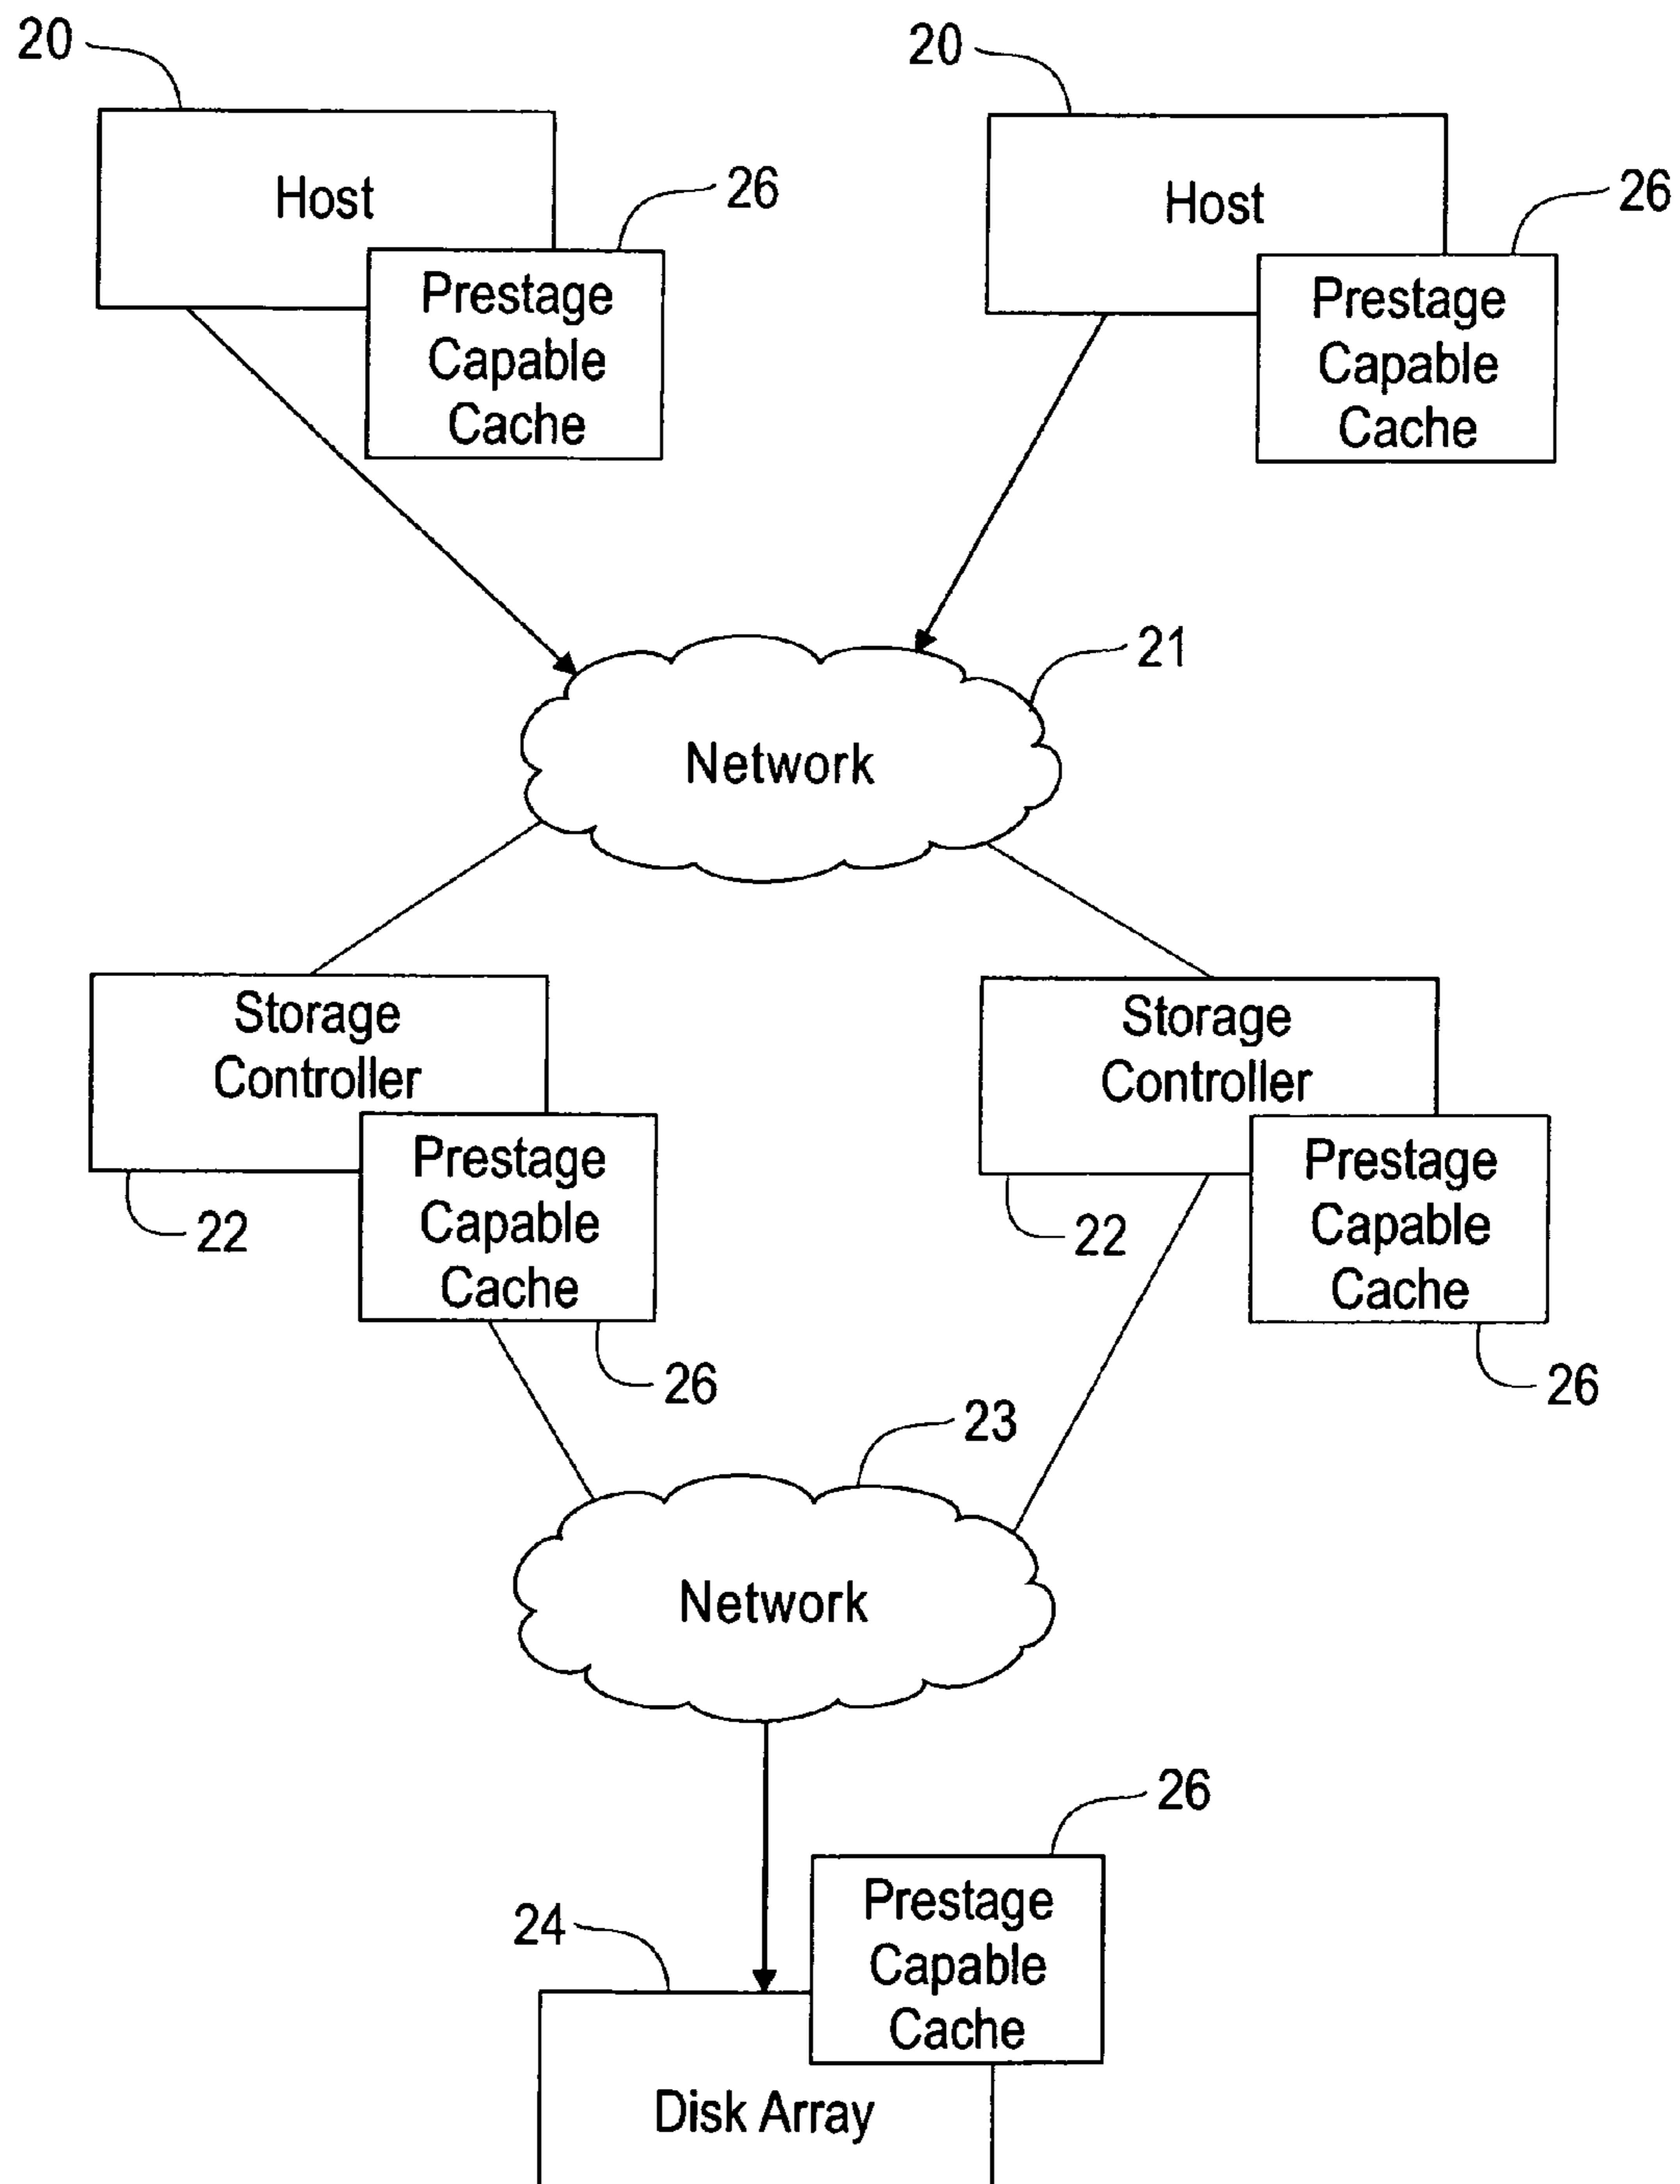 20
20
Host
26
Host
26
Prestage
Capable
Cache
Prestage
Capable
Cache
21
Network
Storage
Controller
Storage
Controller
Prestage
Capable
Cache
Prestage
Capable
Cache
22
22
26
26
23
Network
26
Prestage
Capable
Cache
24
Disk Array